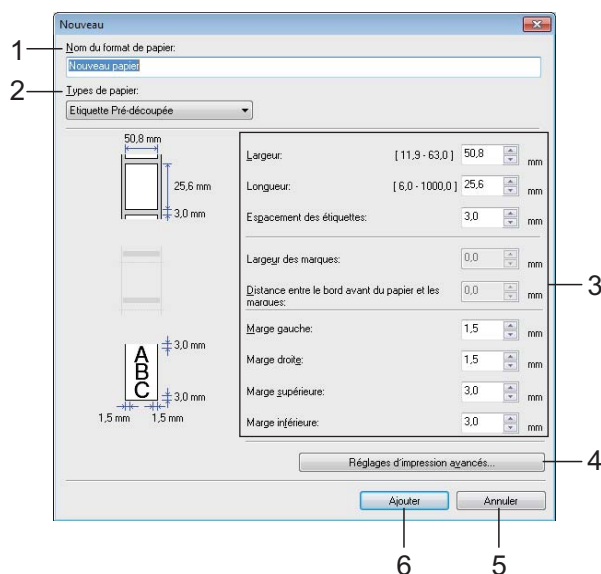 Nouveau
1
Nom du format de papier:
Nouveau papier
2
Types de papier:
Etiquette Pré-découpée
50,8 mm
25,6 mm
3,0 mm
Largeur: [ 11,9 - 63,0 ] 50,8 mm
Longueur: [ 6,0 - 1000,0 ] 25,6 mm
Espacement des étiquettes: 3,0 mm
Largeur des marques: 0,0 mm
Distance entre le bord avant du papier et les marques: 0,0 mm
3
A
B
C
3,0 mm
3,0 mm
1,5 mm 1,5 mm
Marge gauche: 1,5 mm
Marge droite: 1,5 mm
Marge supérieure: 3,0 mm
Marge inférieure: 3,0 mm
Réglages d'impression avancés... 4
Ajouter Annuler
6 5